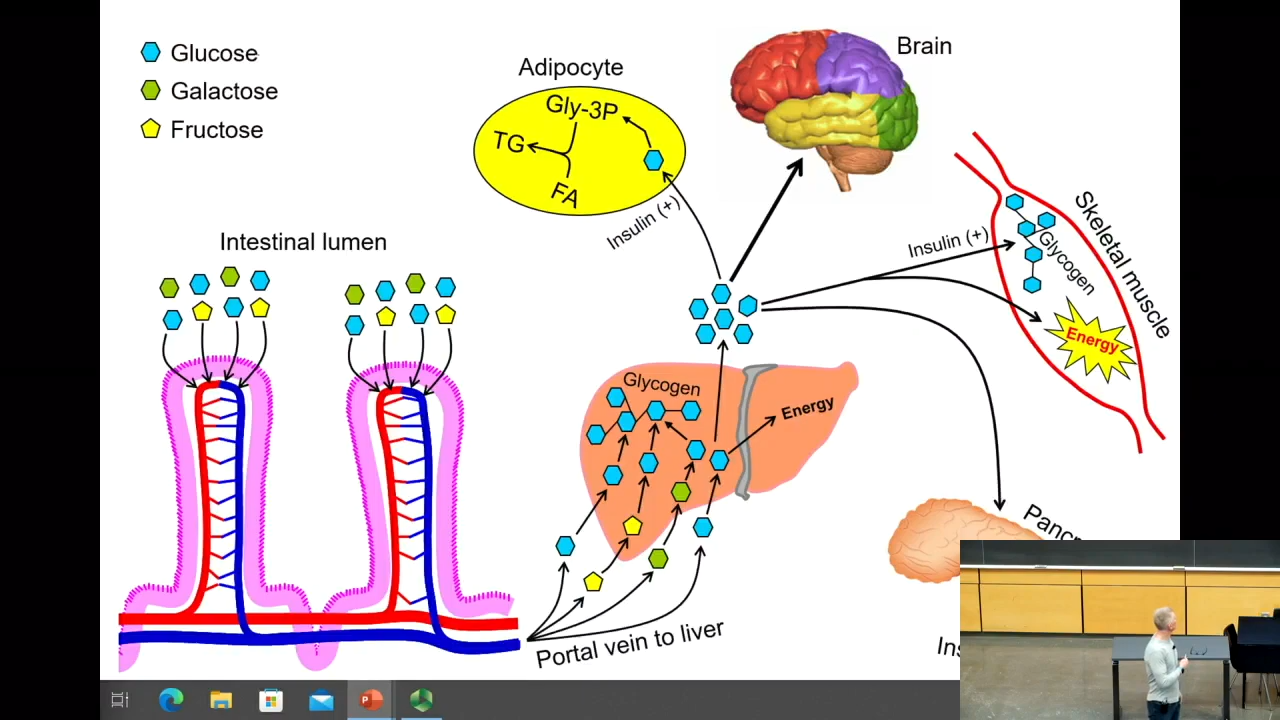 Glucose
Galactose
Fructose
Intestinal lumen
Adipocyte
Gly-3P
TG
FA
Insulin (+)
Brain
Insulin (+)
Glycogen
Skeletal muscle
Energy
Glycogen
Energy
Portal vein to liver